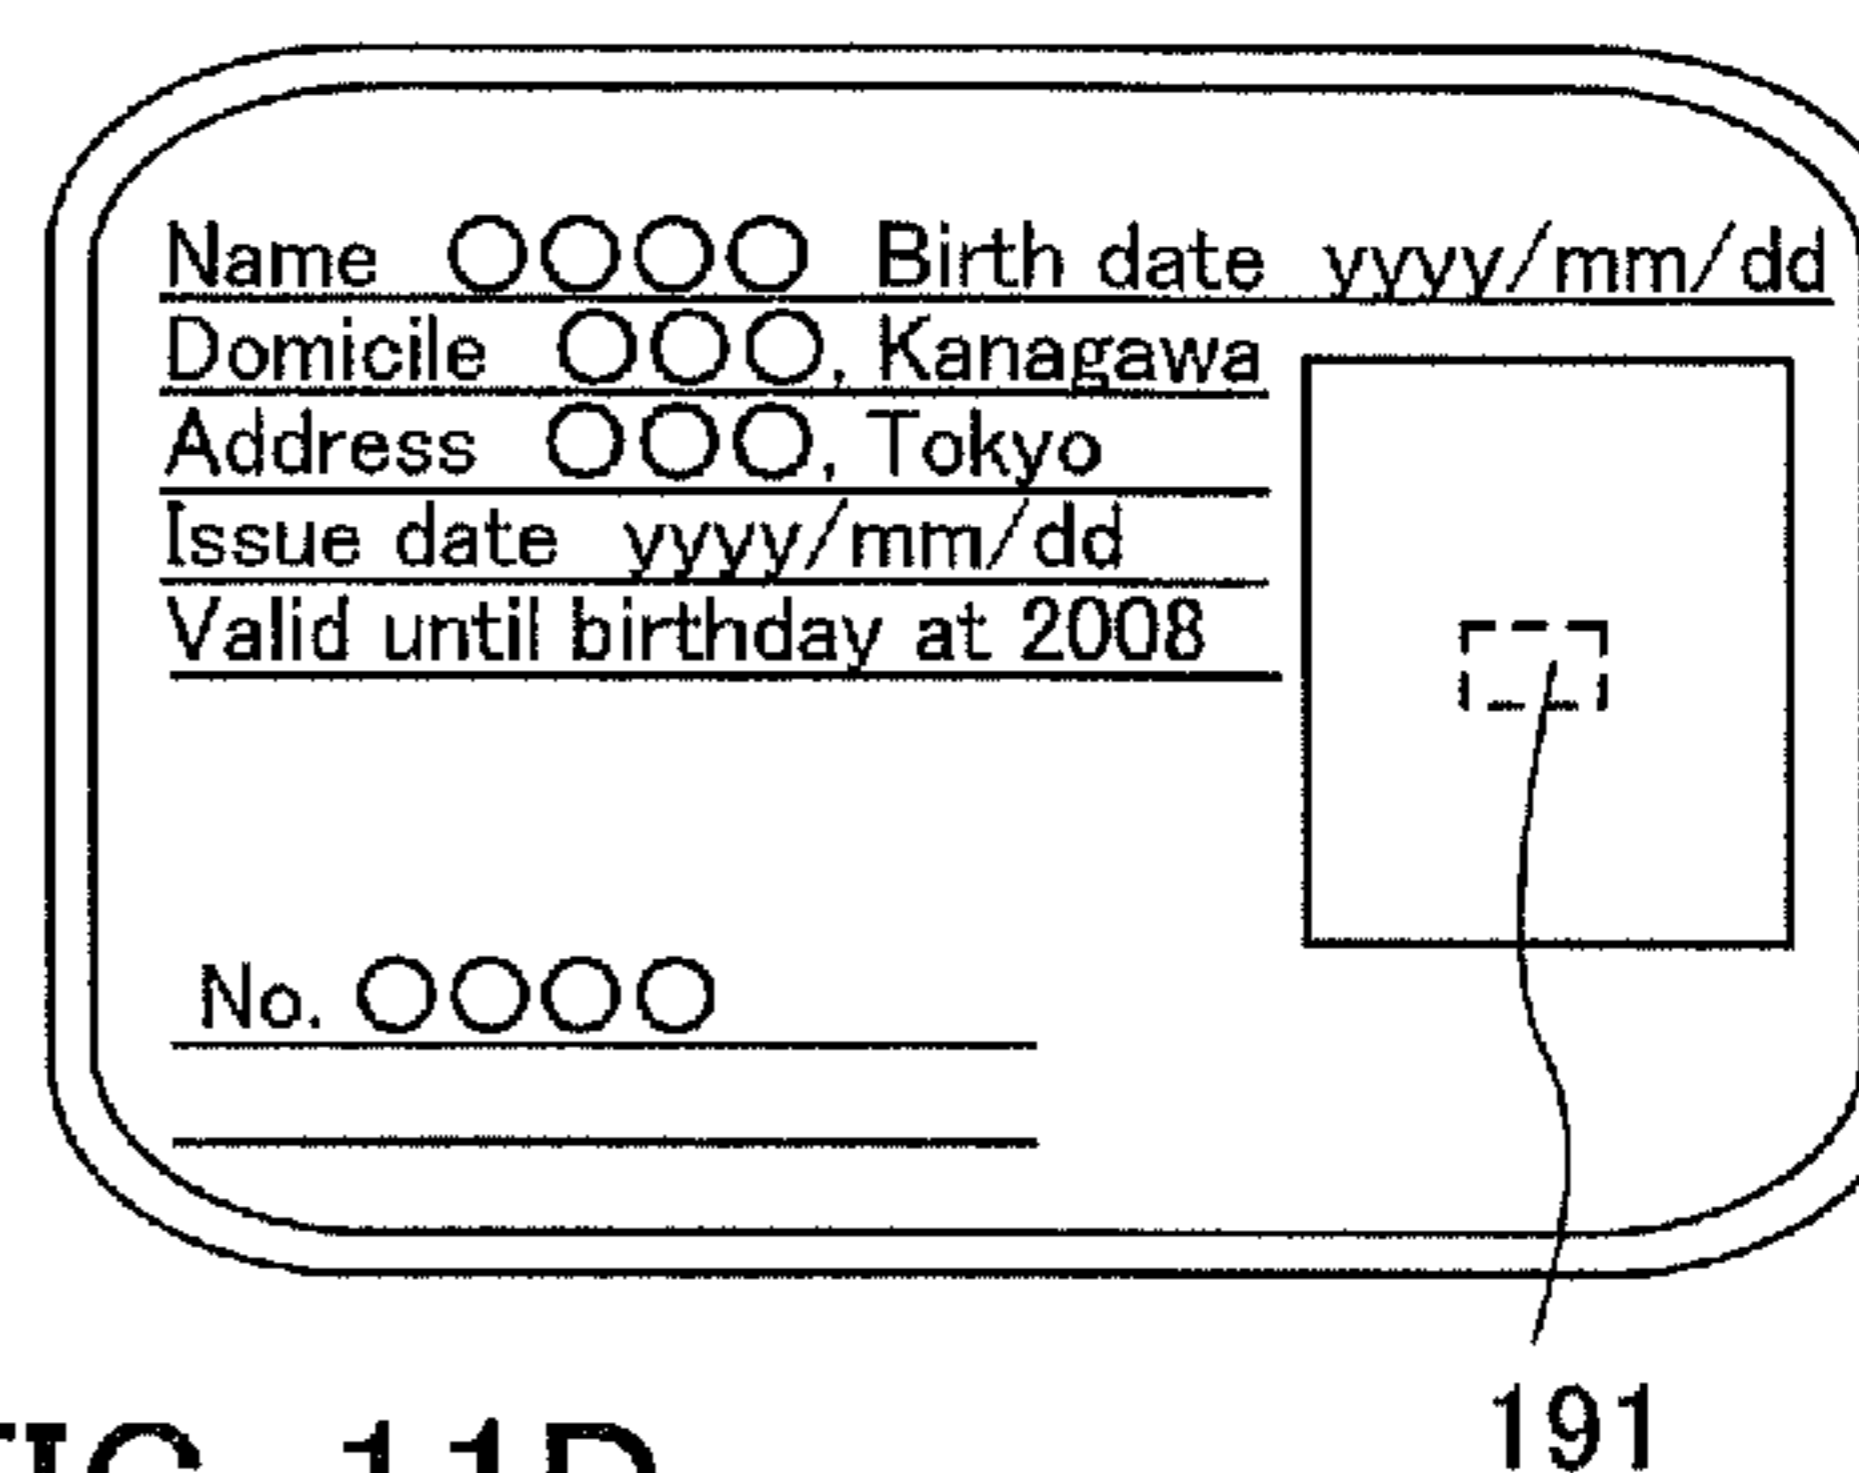 Name ○○○○ Birth date yyyy/mm/dd
Domicile ○○○, Kanagawa
Address ○○○, Tokyo
Issue date yyyy/mm/dd
Valid until birthday at 2008
No. ○○○○
191